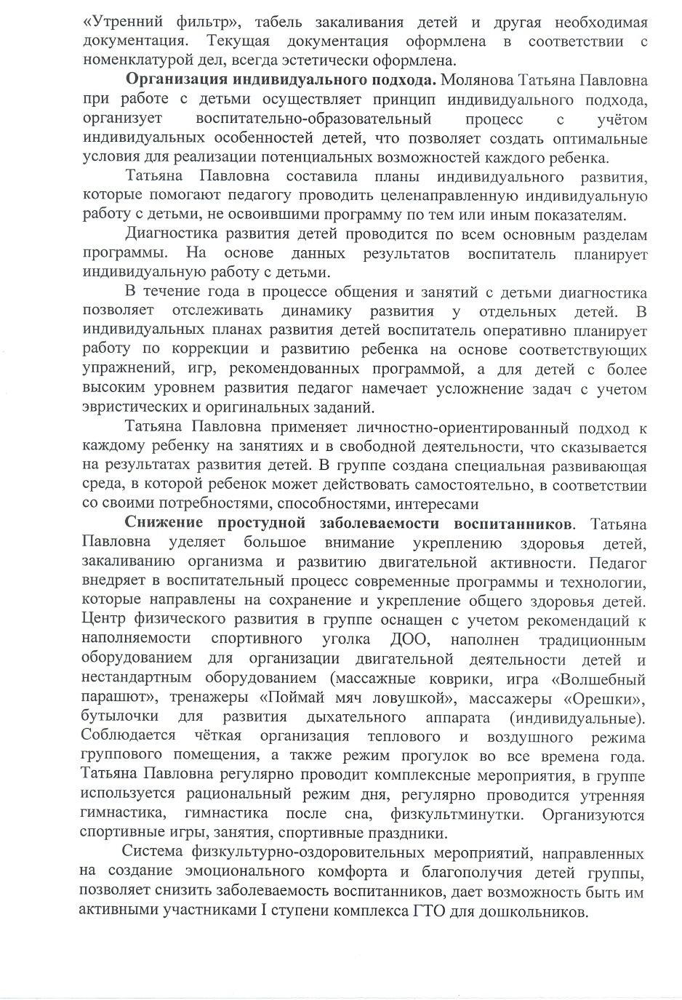 «Утренний фильтр», табель закаливания детей и другая необходимая
документация. Текущая документация оформлена в соответствии с
номенклатурой дел, всегда эстетически оформлена.
Организация индивидуального подхода. Молянова Татьяна Павловна
при работе с детьми осуществляет принцип индивидуального подхода,
организует воспитательно-образовательный процесс с учётом
индивидуальных особенностей детей, что позволяет создать оптимальные
условия для реализации потенциальных возможностей каждого ребенка.
Татьяна Павловна составила планы индивидуального развития,
которые помогают педагогу проводить целенаправленную индивидуальную
работу с детьми, не освоившими программу по тем или иным показателям.
Диагностика развития детей проводится по всем основным разделам
программы. На основе данных результатов воспитатель планирует
индивидуальную работу с детьми.
В течение года в процессе общения и занятий с детьми диагностика
позволяет отслеживать динамику развития у отдельных детей. В
индивидуальных планах развития детей воспитатель оперативно планирует
работу по коррекции и развитию ребенка на основе соответствующих
упражнений, игр, рекомендованных программой, а для детей с более
высоким уровнем развития педагог намечает усложнение задач с учетом
эвристических и оригинальных заданий.
Татьяна Павловна применяет личностно-ориентированный подход к
каждому ребенку на занятиях и в свободной деятельности, что сказывается
на результатах развития детей. В группе создана специальная развивающая
среда, в которой ребенок может действовать самостоятельно, в соответствии
со своими потребностями, способностями, интересами
Снижение простудной заболеваемости воспитанников. Татьяна
Павловна уделяет большое внимание укреплению здоровья детей,
закаливанию организма и развитию двигательной активности. Педагог
внедряет в воспитательный процесс современные программы и технологии,
которые направлены на сохранение и укрепление общего здоровья детей.
Центр физического развития в группе оснащен с учетом рекомендаций к
наполняемости спортивного уголка ДОО, наполнен традиционным
оборудованием для организации двигательной деятельности детей и
нестандартным оборудованием (массажные коврики, игра «Волшебный
парашют», тренажеры «Поймай мяч ловушкой», массажеры «Орешки»,
бутылочки для развития дыхательного аппарата (индивидуальные).
Соблюдается чёткая организация теплового и воздушного режима
группового помещения, а также режим прогулок во все времена года.
Татьяна Павловна регулярно проводит комплексные мероприятия, в группе
используется рациональный режим дня, регулярно проводится утренняя
гимнастика, гимнастика после сна, физкультминутки. Организуются
спортивные игры, занятия, спортивные праздники.
Система физкультурно-оздоровительных мероприятий, направленных
на создание эмоционального комфорта и благополучия детей группы,
позволяет снизить заболеваемость воспитанников, дает возможность быть им
активными участниками I ступени комплекса ГТО для дошкольников.